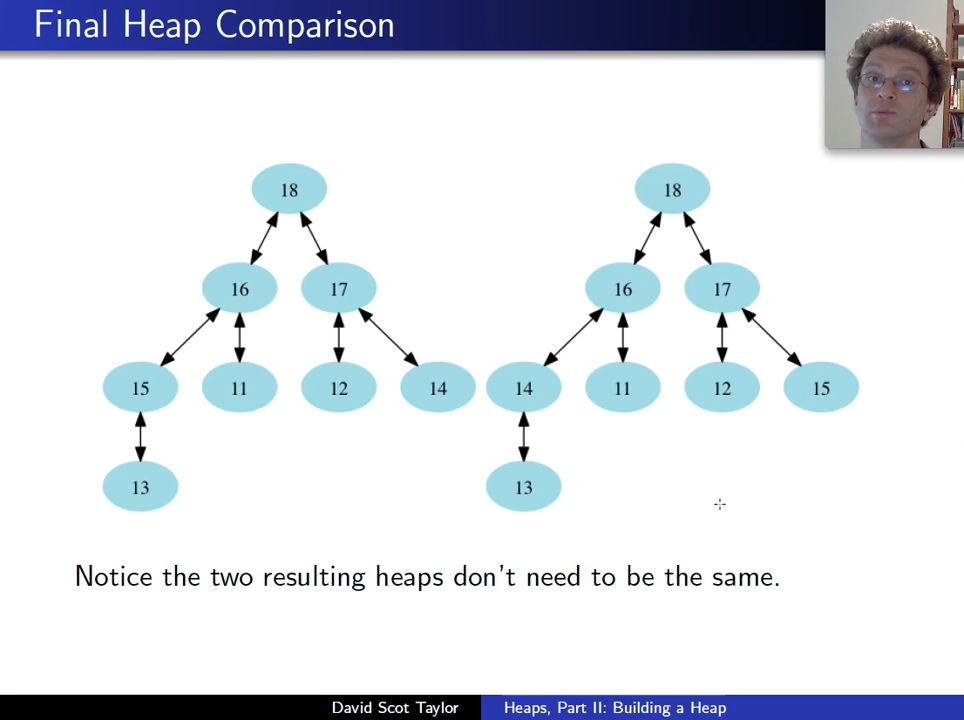 Final Heap Comparison
18 18
16 17 16 17
15 11 12 14 14 11 12 15
13 13
Notice the two resulting heaps don't need to be the same.
David Scot Taylor Heaps, Part II: Building a Heap